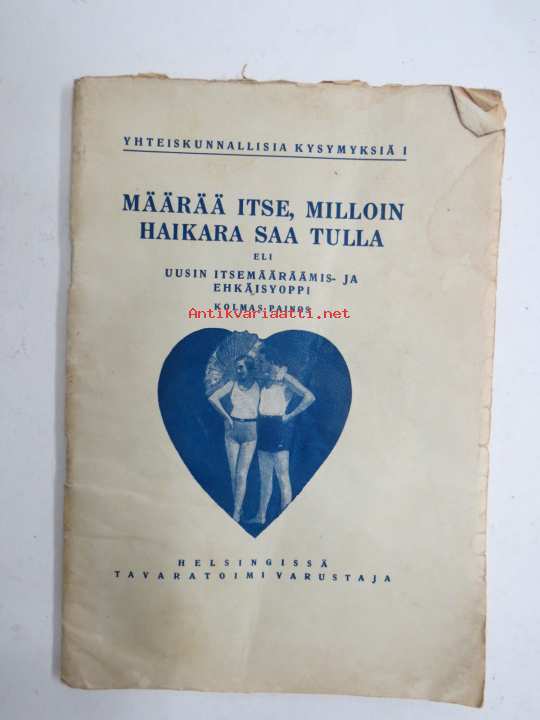 YHTEISKUNNALLISIA KYSYMYKSIÄ I
MÄÄRÄÄ ITSE, MILLOIN
HAIKARA SAA TULLA
ELI
UUSIN ITSEMÄÄRÄÄMIS- JA
EHKÄISYOPPI
KOLMAS PAINOS
Antikvariaatti.net
HELSINGISSÄ
TAVARATOIMI VARUSTAJA